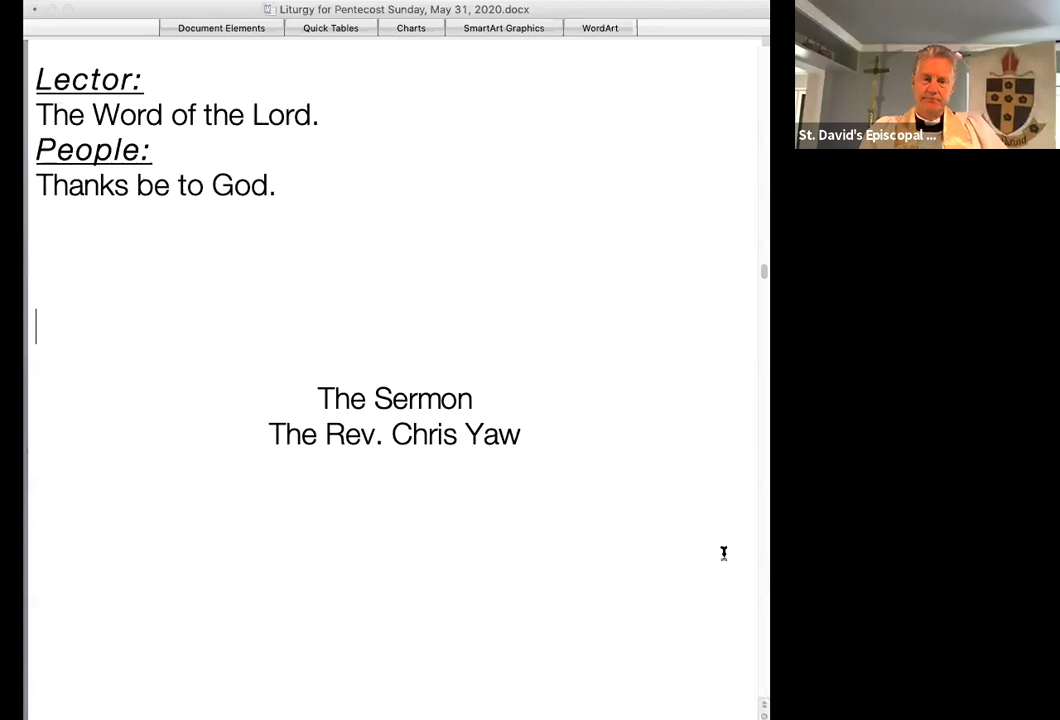 Liturgy for Pentecost Sunday, May 31, 2020.docx
Document Elements
Quick Tables
Charts
SmartArt Graphics
WordArt
Lector:
The Word of the Lord.
People:
Thanks be to God.
The Sermon
The Rev. Chris Yaw
St. David's Episcopal ...